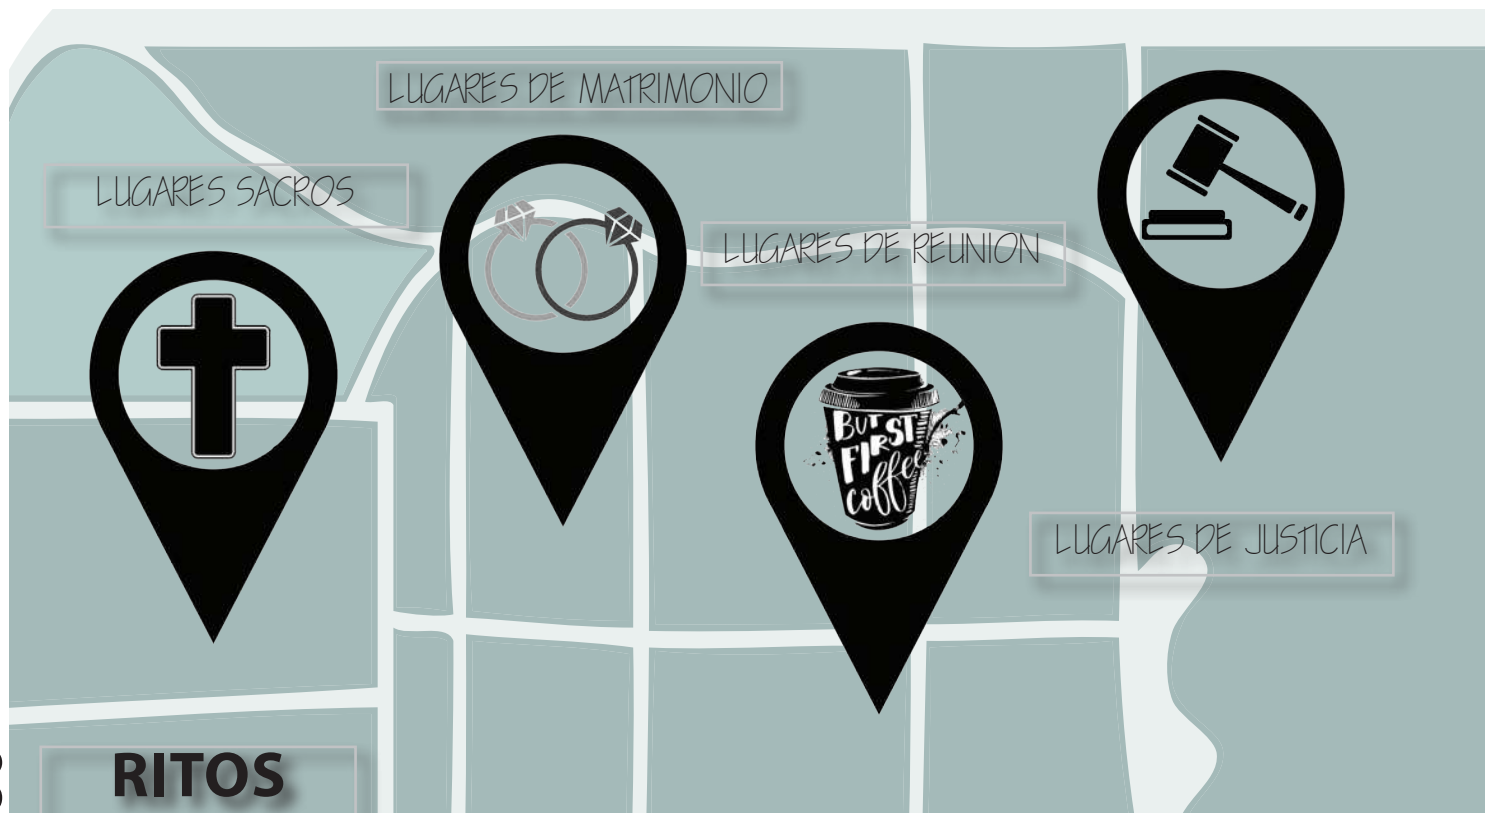 LUGARES DE MATRIMONIO
LUGARES SACROS
LUGARES DE REUNION
BUT FIRST
coffee
LUGARES DE JUSTICIA
RITOS